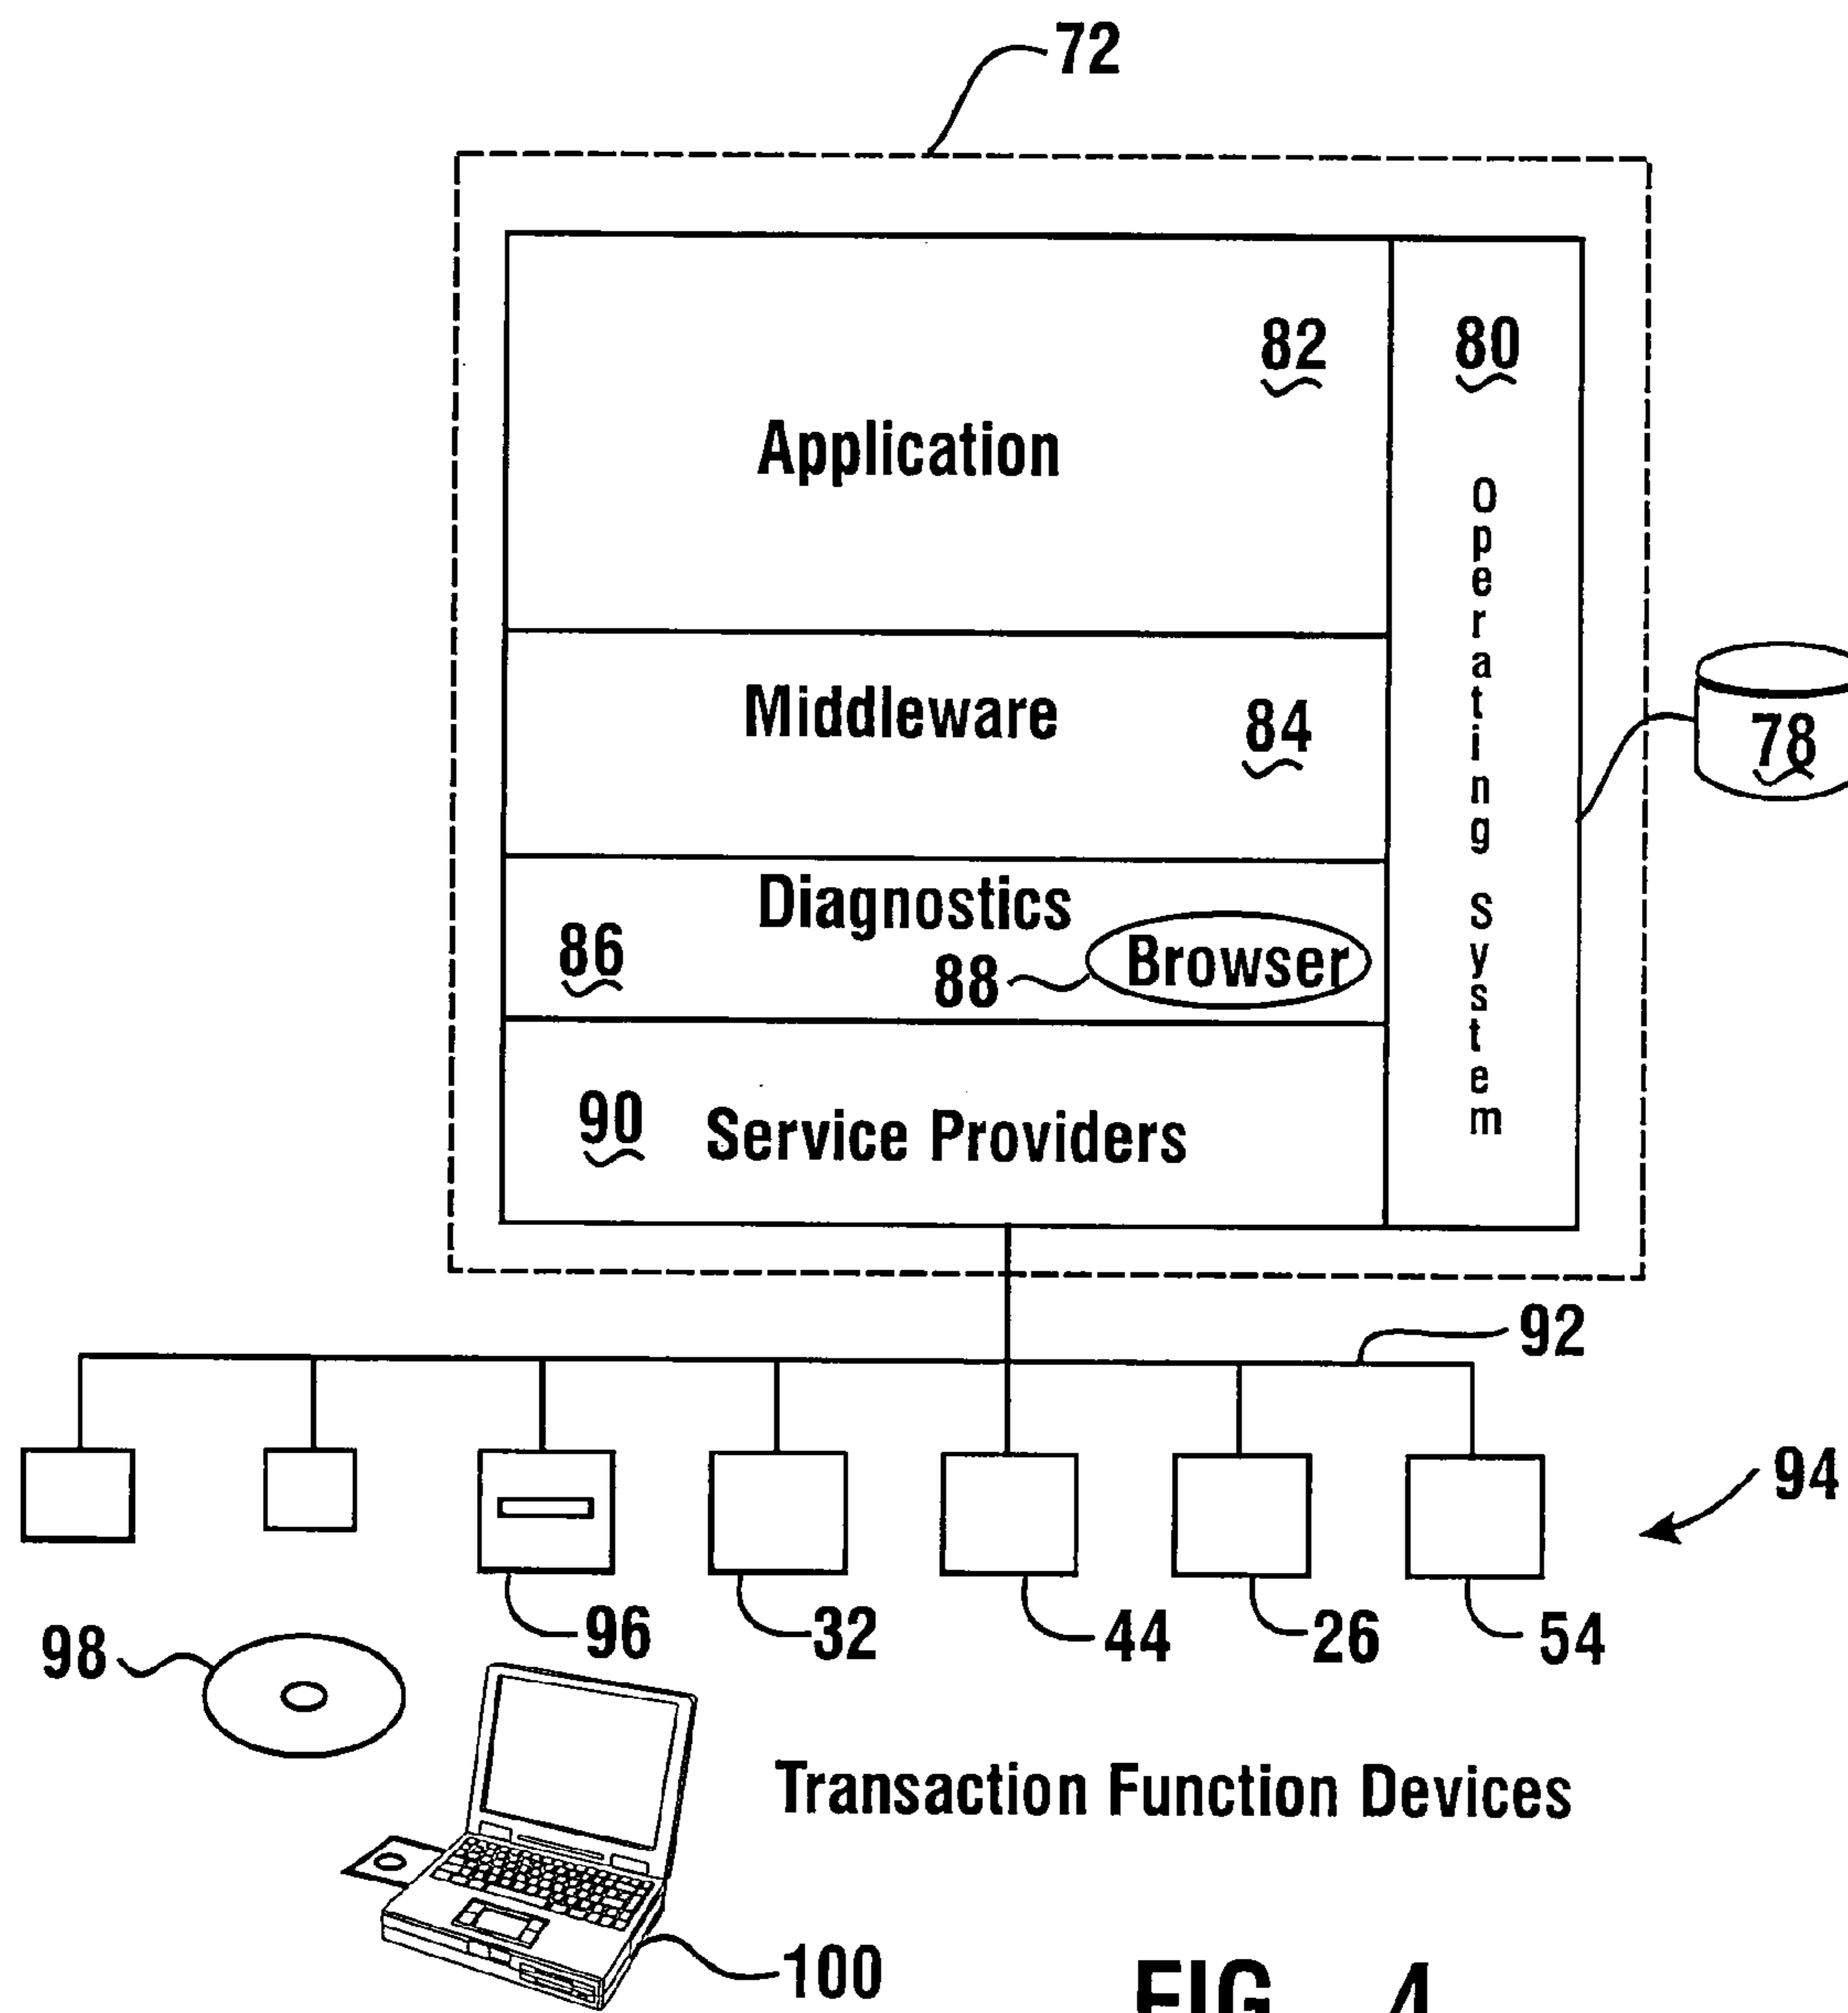 72
82
80
Application
Operating System
Middleware
84
78
Diagnostics
86
88
Browser
90
Service Providers
92
94
96
32
44
26
54
98
Transaction Function Devices
100
FIG. 4